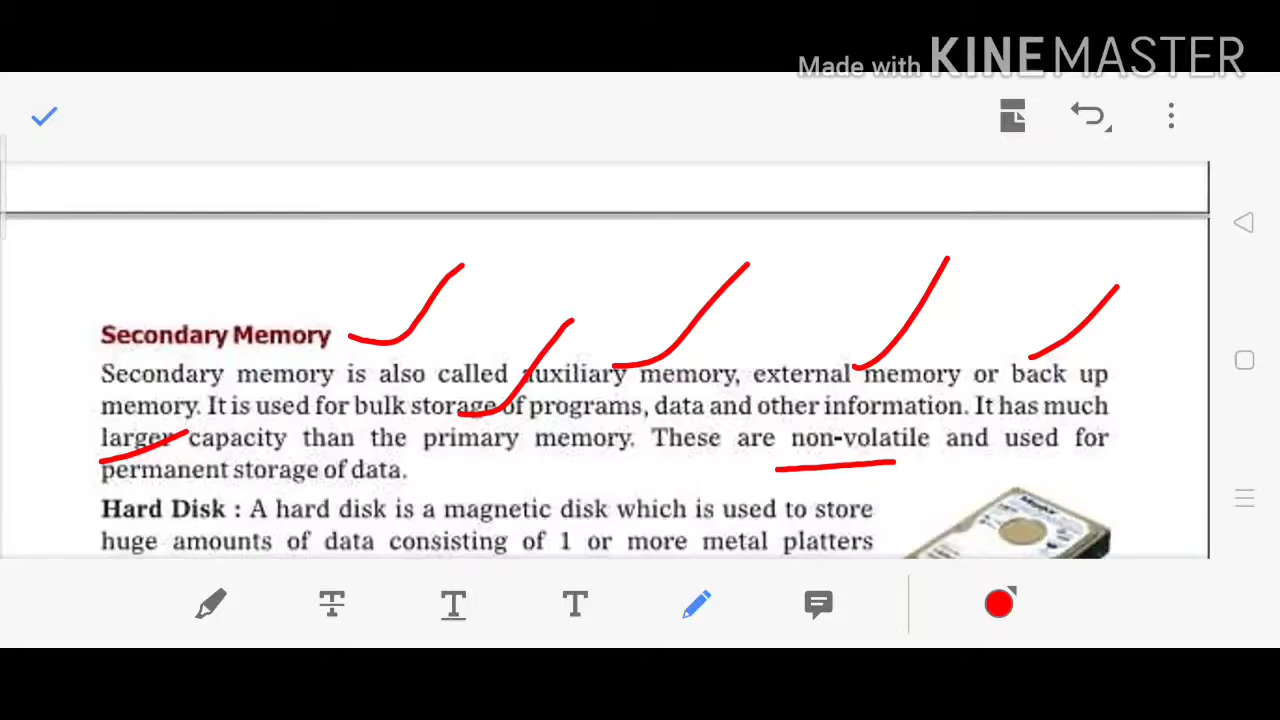 Made with KINEMASTER
Secondary Memory
Secondary memory is also called auxiliary memory, external memory or back up
memory. It is used for bulk storage of programs, data and other information. It has much
larger capacity than the primary memory. These are non-volatile and used for
permanent storage of data.
Hard Disk : A hard disk is a magnetic disk which is used to store
huge amounts of data consisting of 1 or more metal platters
T
T
T